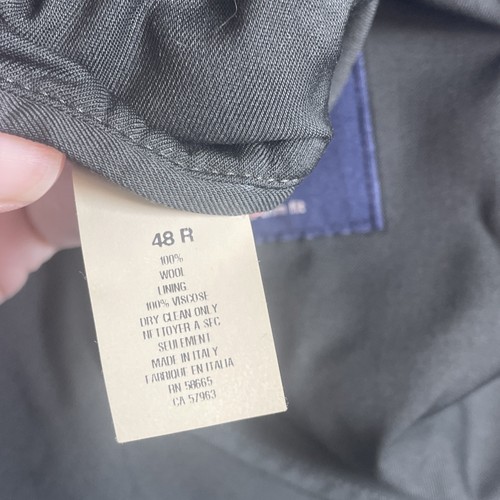 48 R
100%
WOOL
LINING
100% VISCOSE
DRY CLEAN ONLY
NETTOYER A SEC
SEULEMENT
MADE IN ITALY
FABRIQUE EN ITALIA
RN 58665
CA 57963